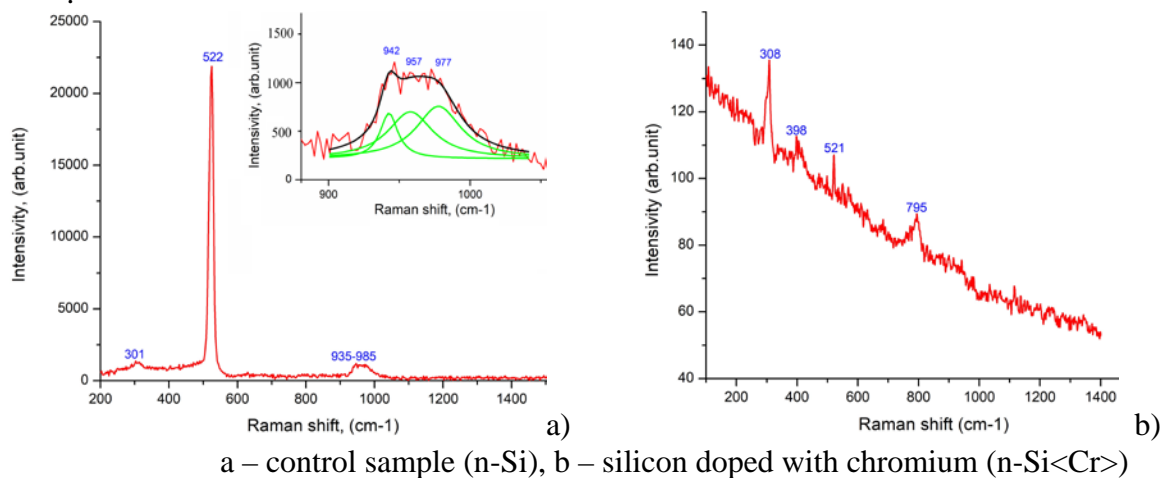 25000
20000
15000
10000
5000
0
Intensivity, (arb.unit)
522
301
935-985
200 400 600 800 1000 1200 1400
Raman shift, (cm-1)
1500
1000
500
0
Intensivity, (arb.unit)
942 957 977
900 1000
Raman shift, (cm-1)
a)
140
120
100
80
60
40
Intensivity (arb.unit)
308
398
521
795
200 400 600 800 1000 1200 1400
Raman shift (cm-1)
b)
a – control sample (n-Si), b – silicon doped with chromium (n-Si<Cr>)